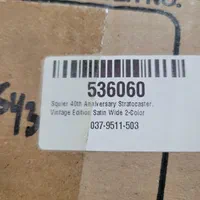 536060
Squier 40th Anniversary Stratocaster,
Vintage Edition Satin Wide 2-Color
037-9511-503